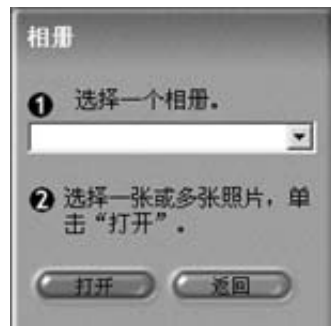 相册
❶ 选择一个相册。
❷ 选择一张或多张照片，单
击“打开”。
打开 返回